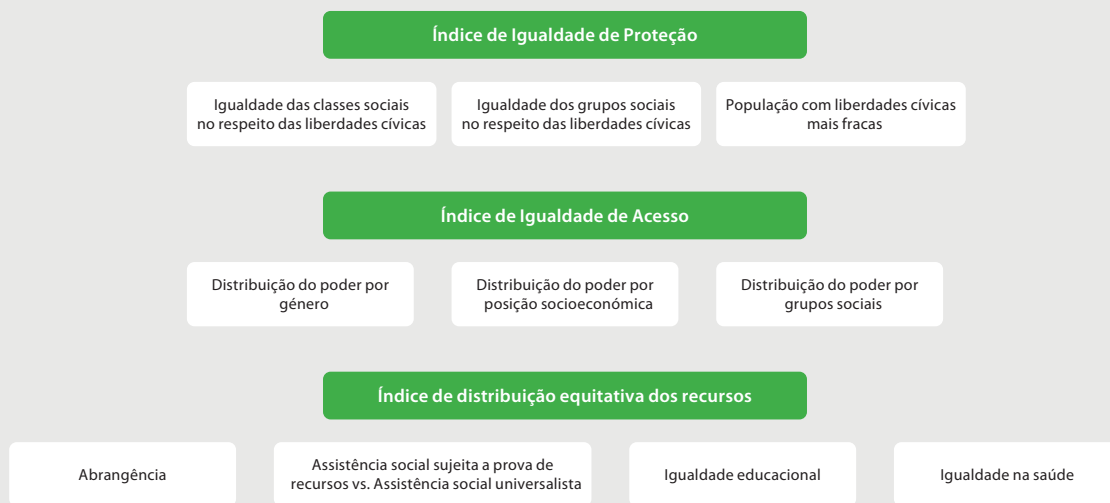 Índice de Igualdade de Proteção
Igualdade das classes sociais
no respeito das liberdades cívicas
Igualdade dos grupos sociais
no respeito das liberdades cívicas
População com liberdades cívicas
mais fracas
Índice de Igualdade de Acesso
Distribuição do poder por
género
Distribuição do poder por
posição socioeconómica
Distribuição do poder por
grupos sociais
Índice de distribuição equitativa dos recursos
Abrangência
Assistência social sujeita a prova de
recursos vs. Assistência social universalista
Igualdade educacional
Igualdade na saúde